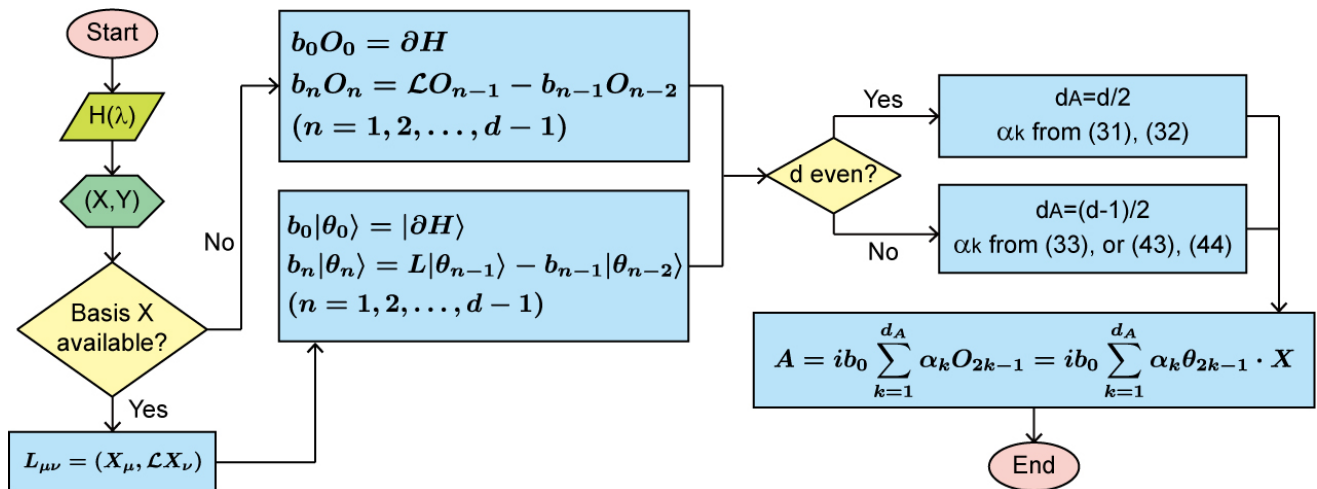 Start
H(λ)
(X,Y)
Basis X
available?
No
Yes
L_{μν} = (X_μ, ℒX_ν)
b_0O_0 = ∂H
b_nO_n = ℒO_{n−1} − b_{n−1}O_{n−2}
(n = 1, 2, . . . , d − 1)
b_0|θ_0⟩ = |∂H⟩
b_n|θ_n⟩ = L|θ_{n−1}⟩ − b_{n−1}|θ_{n−2}⟩
(n = 1, 2, . . . , d − 1)
d even?
Yes
dA=d/2
αk from (31), (32)
No
dA=(d-1)/2
αk from (33), or (43), (44)
A = ib_0 ∑_{k=1}^{d_A} α_kO_{2k−1} = ib_0 ∑_{k=1}^{d_A} α_kθ_{2k−1} · X
End